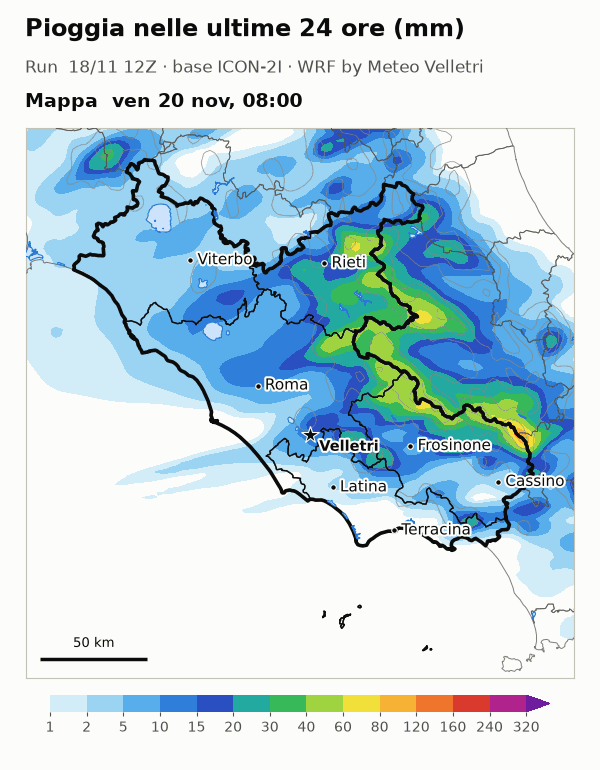 Pioggia nelle ultime 24 ore (mm)
Run 18/11 12Z · base ICON-2I · WRF by Meteo Velletri
Mappa ven 20 nov, 08:00
Viterbo
Rieti
Roma
Velletri
Frosinone
Latina
Cassino
Terracina
50 km
1 2 5 10 15 20 30 40 60 80 120 160 240 320